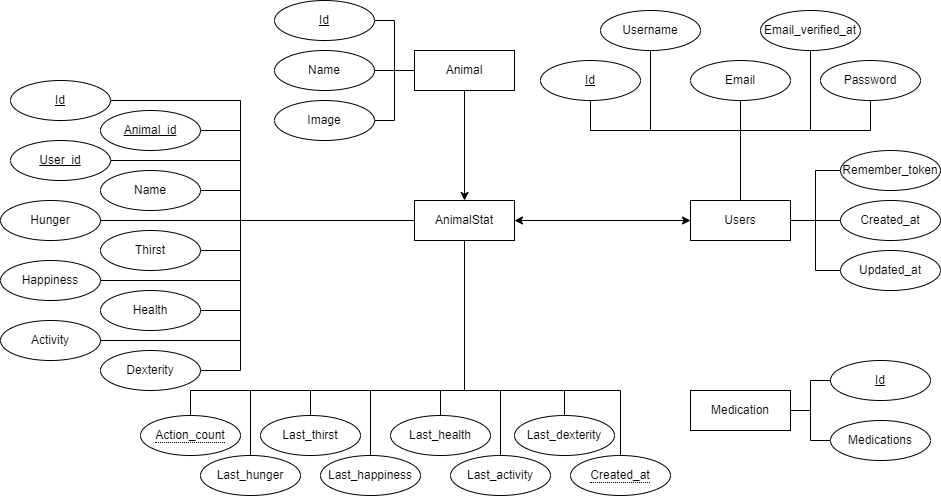 Id
Name
Image
Animal
Username
Email_verified_at
Id
Email
Password
Id
Animal_id
User_id
Name
Hunger
Thirst
Happiness
Health
Activity
Dexterity
AnimalStat
Users
Remember_token
Created_at
Updated_at
Action_count
Last_hunger
Last_thirst
Last_happiness
Last_health
Last_activity
Last_dexterity
Created_at
Medication
Id
Medications